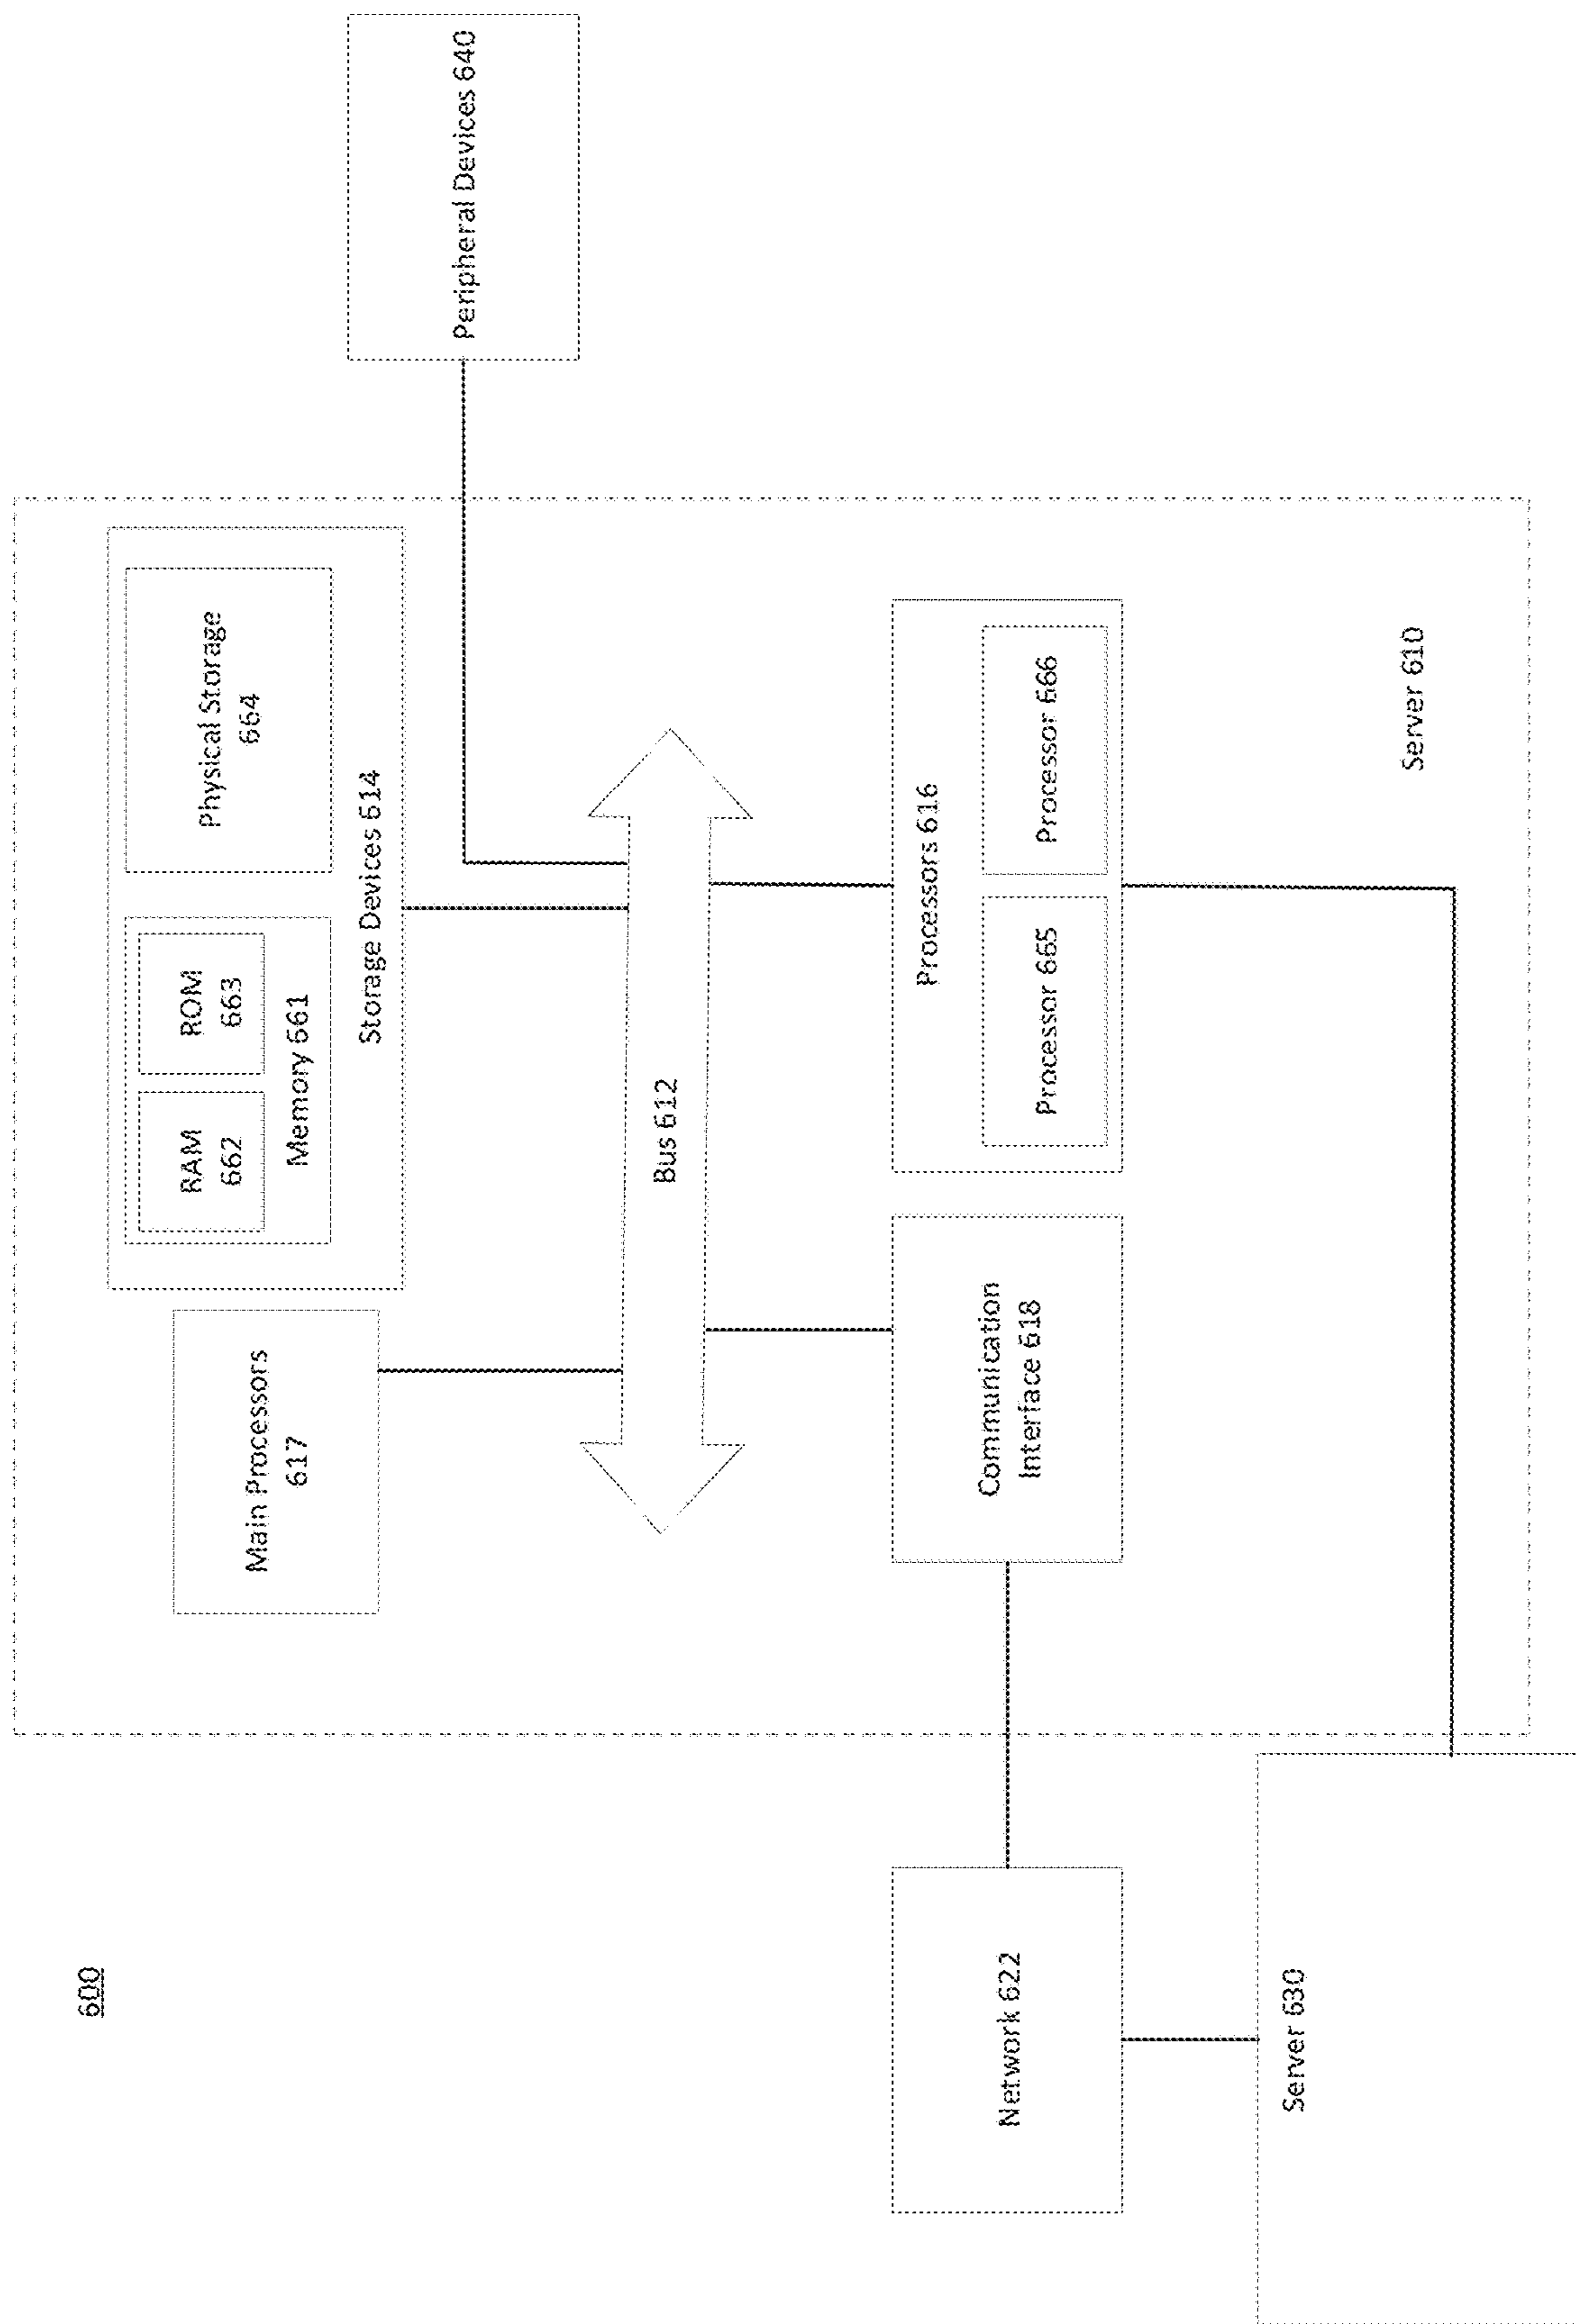 600
Main Processors
617
RAM
662
ROM
663
Memory 661
Physical Storage
664
Storage Devices 614
Peripheral Devices 640
Bus 612
Network 622
Communication
Interface 618
Processors 616
Processor 665
Processor 666
Server 630
Server 610